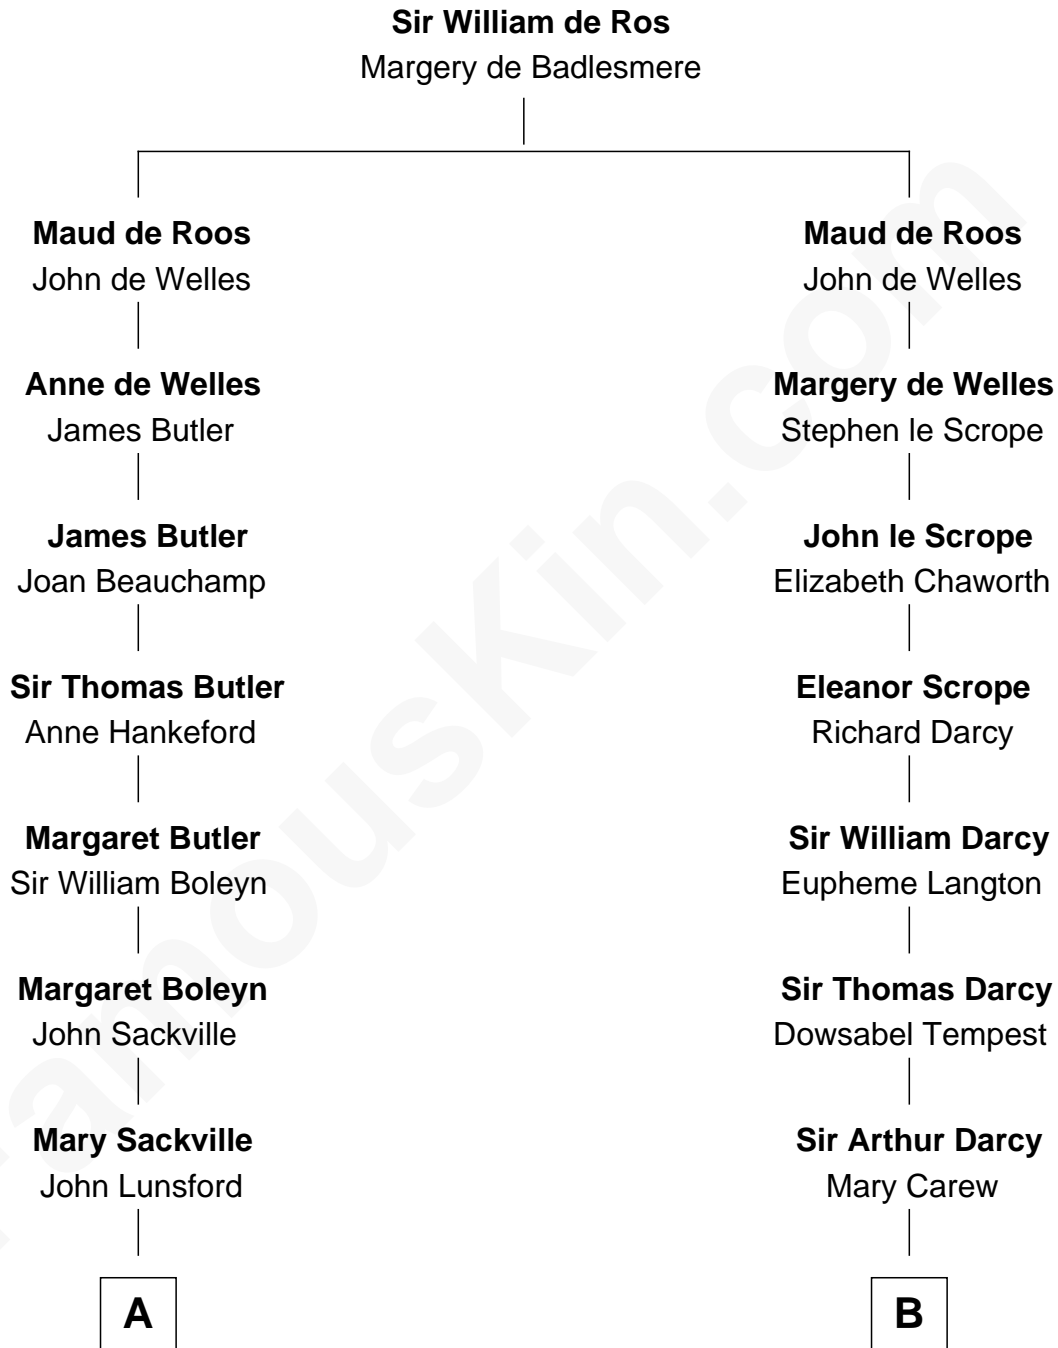 Sir William de Ros
Margery de Badlesmere
Maud de Roos
John de Welles
Anne de Welles
James Butler
James Butler
Joan Beauchamp
Sir Thomas Butler
Anne Hankeford
Margaret Butler
Sir William Boleyn
Margaret Boleyn
John Sackville
Mary Sackville
John Lunsford
A
Maud de Roos
John de Welles
Margery de Welles
Stephen le Scrope
John le Scrope
Elizabeth Chaworth
Eleanor Scrope
Richard Darcy
Sir William Darcy
Eupheme Langton
Sir Thomas Darcy
Dowsabel Tempest
Sir Arthur Darcy
Mary Carew
B
FamousKin.com